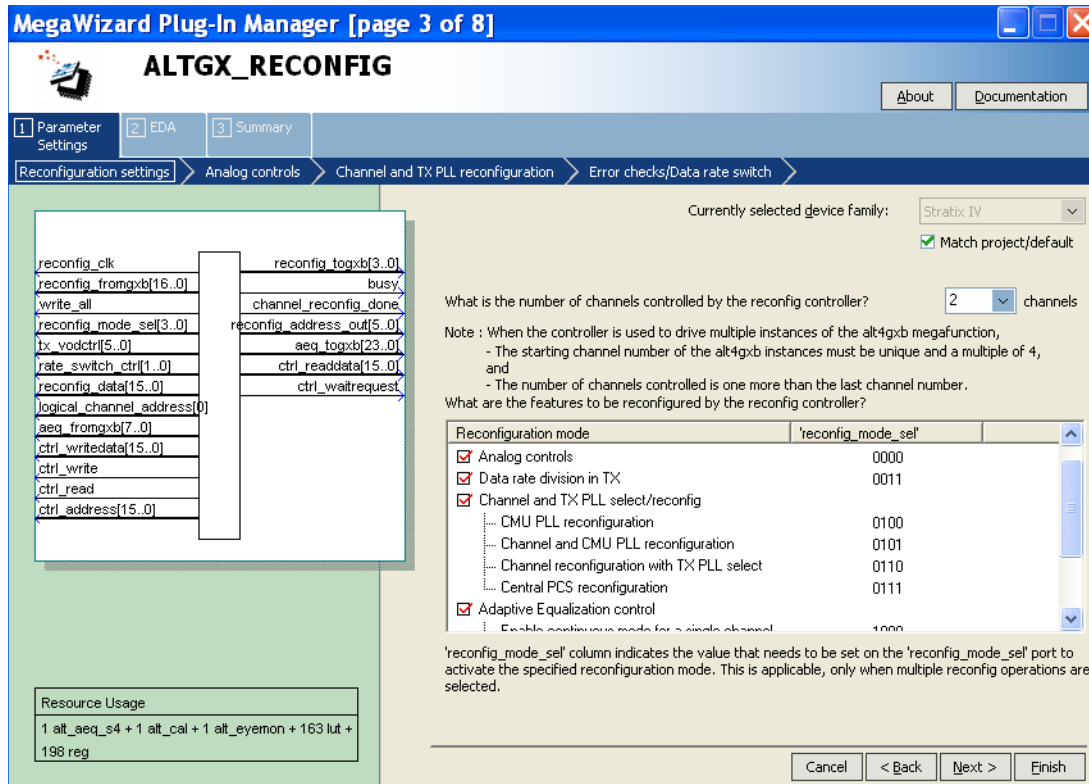 MegaWizard Plug-In Manager [page 3 of 8]
ALTGX_RECONFIG
About
Documentation
1 Parameter Settings
2 EDA
3 Summary
Reconfiguration settings
Analog controls
Channel and TX PLL reconfiguration
Error checks/Data rate switch
reconfig_clk
reconfig_fromgxb[16..0]
write_all
reconfig_mode_sel[3..0]
tx_vodctrl[5..0]
rate_switch_ctrl[1..0]
reconfig_data[15..0]
logical_channel_address[0]
aeq_fromgxb[7..0]
ctrl_writedata[15..0]
ctrl_write
ctrl_read
ctrl_address[15..0]
reconfig_togxb[3..0]
busy
channel_reconfig_done
reconfig_address_out[5..0]
aeq_togxb[23..0]
ctrl_readdata[15..0]
ctrl_waitrequest
Resource Usage
1 alt_aeq_s4 + 1 alt_cal + 1 alt_eyemon + 163 lut +
198 reg
Currently selected device family: Stratix IV
Match project/default
What is the number of channels controlled by the reconfig controller? 2 channels
Note : When the controller is used to drive multiple instances of the alt4gxb megafunction,
- The starting channel number of the alt4gxb instances must be unique and a multiple of 4,
and
- The number of channels controlled is one more than the last channel number.
What are the features to be reconfigured by the reconfig controller?
Reconfiguration mode 'reconfig_mode_sel'
Analog controls 0000
Data rate division in TX 0011
Channel and TX PLL select/reconfig
CMU PLL reconfiguration 0100
Channel and CMU PLL reconfiguration 0101
Channel reconfiguration with TX PLL select 0110
Central PCS reconfiguration 0111
Adaptive Equalization control
Enable continuous mode for a single channel 1000
'reconfig_mode_sel' column indicates the value that needs to be set on the 'reconfig_mode_sel' port to
activate the specified reconfiguration mode. This is applicable, only when multiple reconfig operations are
selected.
Cancel
< Back
Next >
Finish